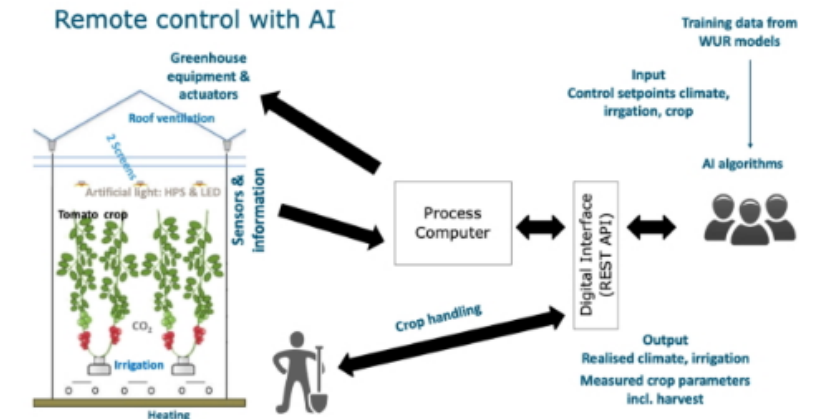 Remote control with AI
Training data from
WUR models
Greenhouse
equipment &
actuators
Input
Control setpoints climate,
irrgation, crop
Roof ventilation
2 Screens
AI algorithms
Artificial light: HPS & LED
Sensors &
information
Tomato crop
Process
Computer
Digital Interface
(REST API)
CO2
Crop handling
Irrigation
Output
Realised climate, irrigation
Measured crop parameters
incl. harvest
Heating